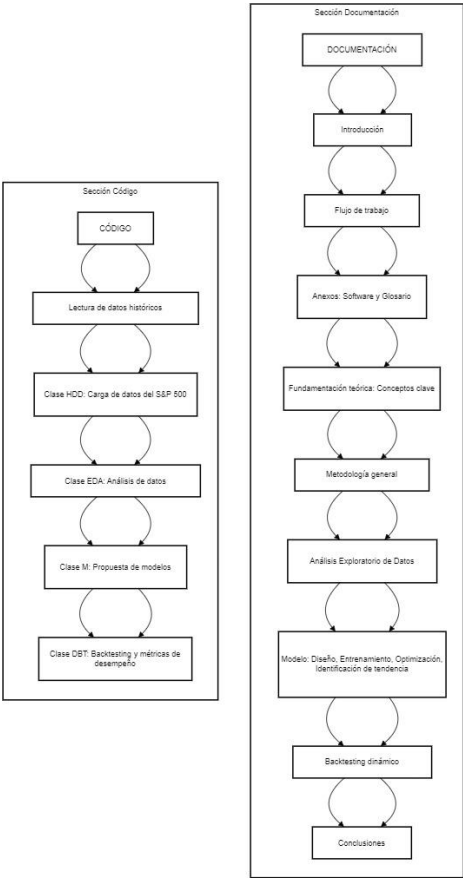 Sección Código
CÓDIGO
Lectura de datos históricos
Clase HDD: Carga de datos del S&P 500
Clase EDA: Análisis de datos
Clase M: Propuesta de modelos
Clase DBT: Backtesting y métricas de
desempeño
Sección Documentación
DOCUMENTACIÓN
Introducción
Flujo de trabajo
Anexos: Software y Glosario
Fundamentación teórica: Conceptos clave
Metodología general
Análisis Exploratorio de Datos
Modelo: Diseño, Entrenamiento, Optimización,
Identificación de tendencia
Backtesting dinámico
Conclusiones